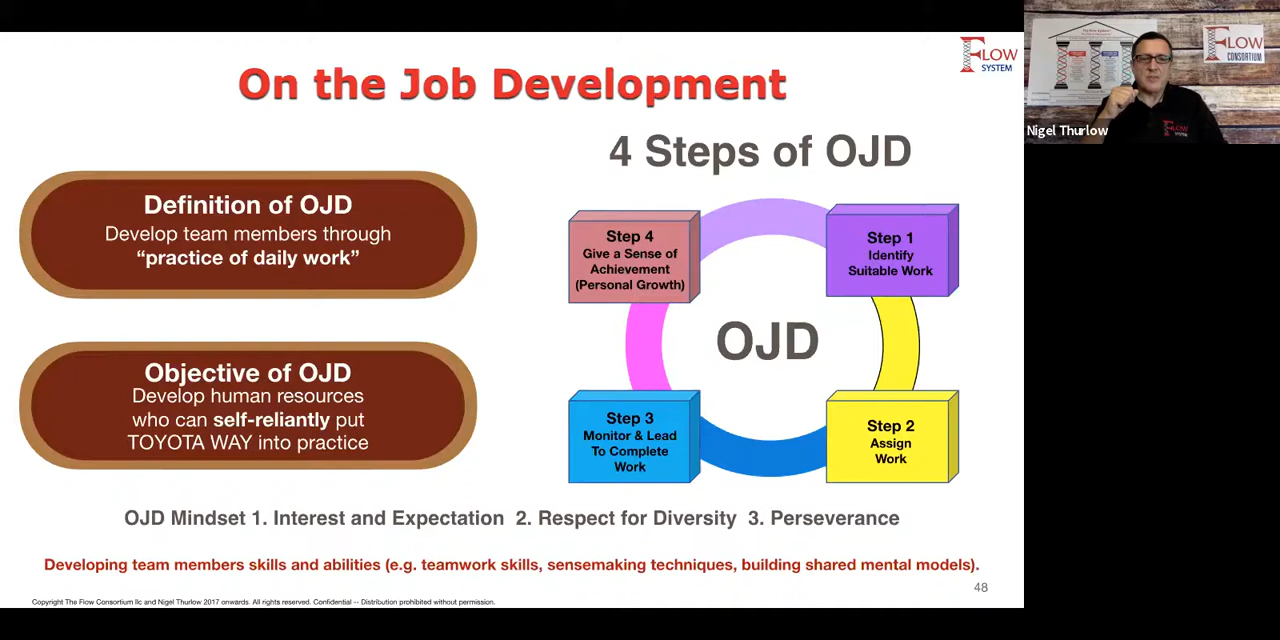 On the Job Development
FLOW
SYSTEM
4 Steps of OJD
Definition of OJD
Develop team members through
“practice of daily work”
Objective of OJD
Develop human resources
who can self-reliantly put
TOYOTA WAY into practice
Step 1
Identify
Suitable Work
Step 2
Assign
Work
Step 3
Monitor & Lead
To Complete
Work
Step 4
Give a Sense of
Achievement
(Personal Growth)
OJD
OJD Mindset 1. Interest and Expectation 2. Respect for Diversity 3. Perseverance
Developing team members skills and abilities (e.g. teamwork skills, sensemaking techniques, building shared mental models).
48
Copyright The Flow Consortium llc and Nigel Thurlow 2017 onwards. All rights reserved. Confidential -- Distribution prohibited without permission.
FLOW
CONSORTIUM
FLOW
SYSTEM
Nigel Thurlow